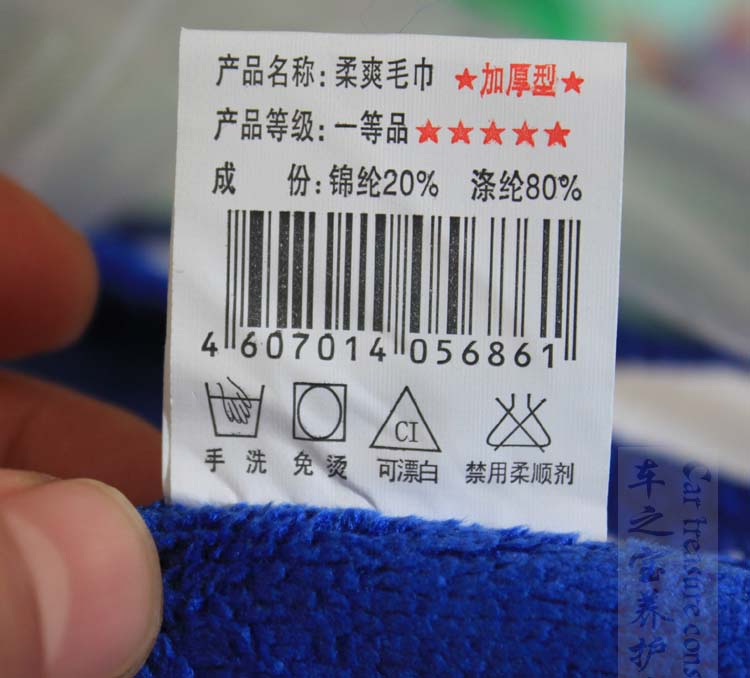 产品名称:柔爽毛巾 ★加厚型★
产品等级:一等品★★★★★
成 份:锦纶20% 涤纶80%
4 607014 056861
CI
手洗 免烫 可漂白 禁用柔顺剂
车之宝养护
Car treasure cons